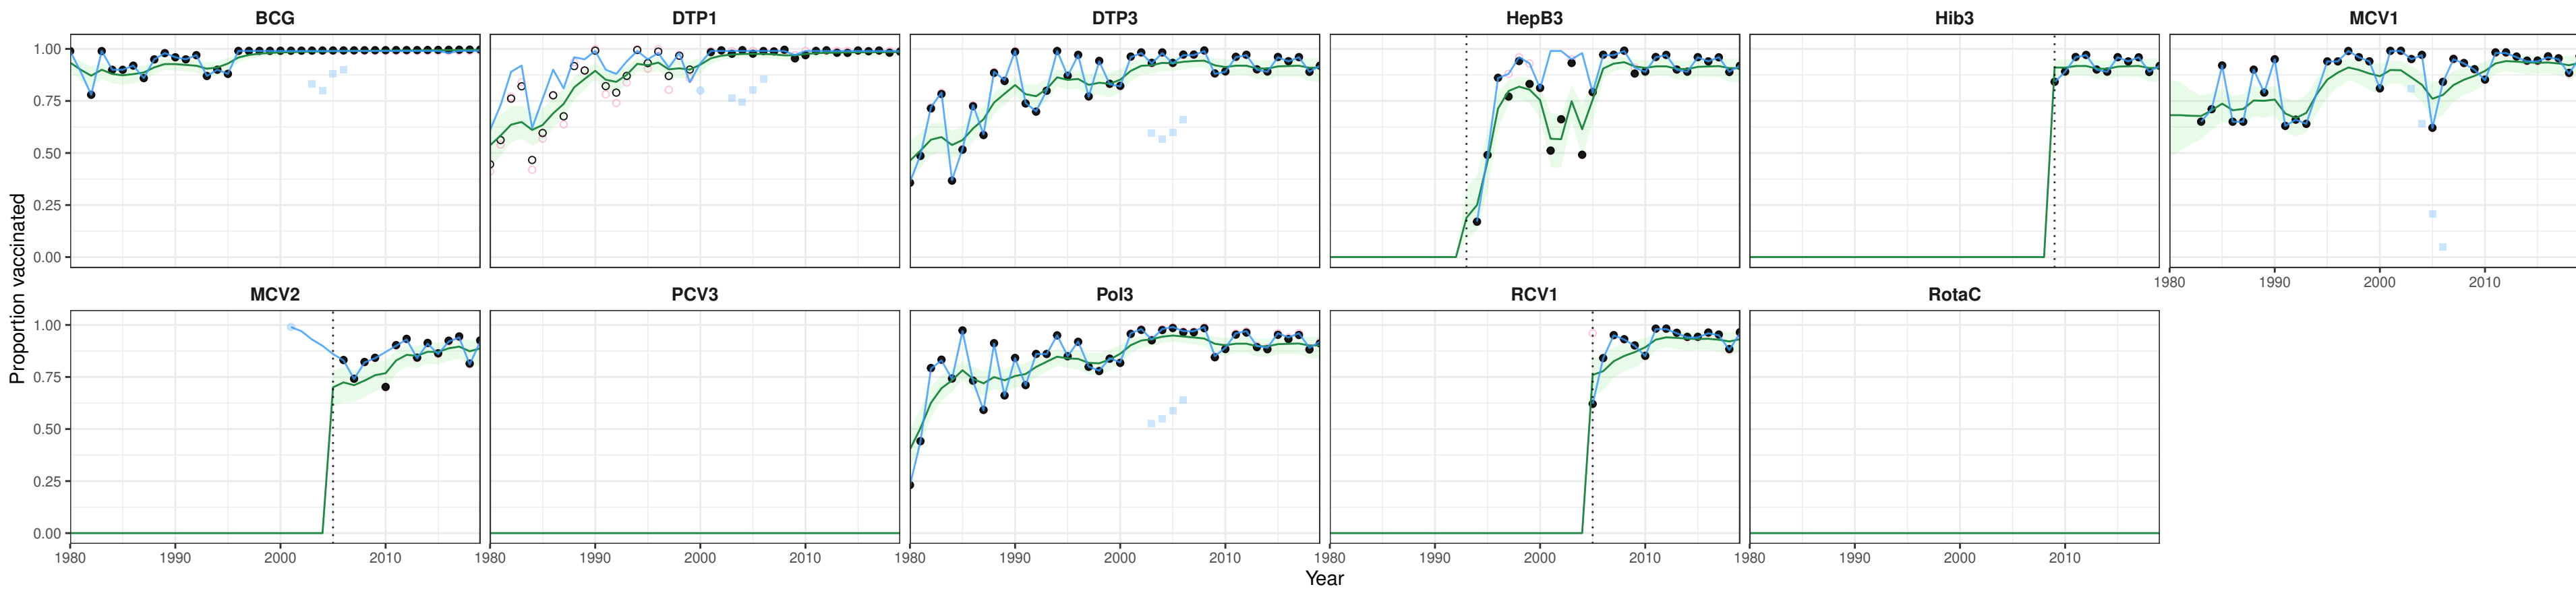 BCG DTP1 DTP3 HepB3 Hib3 MCV1
1.00
0.75
0.50
0.25
0.00
1980 1990 2000 2010
MCV2 PCV3 Pol3 RCV1 RotaC
1.00
0.75
0.50
0.25
0.00
1980 1990 2000 2010 1980 1990 2000 2010 1980 1990 2000 2010 1980 1990 2000 2010 1980 1990 2000 2010
Proportion vaccinated
Year